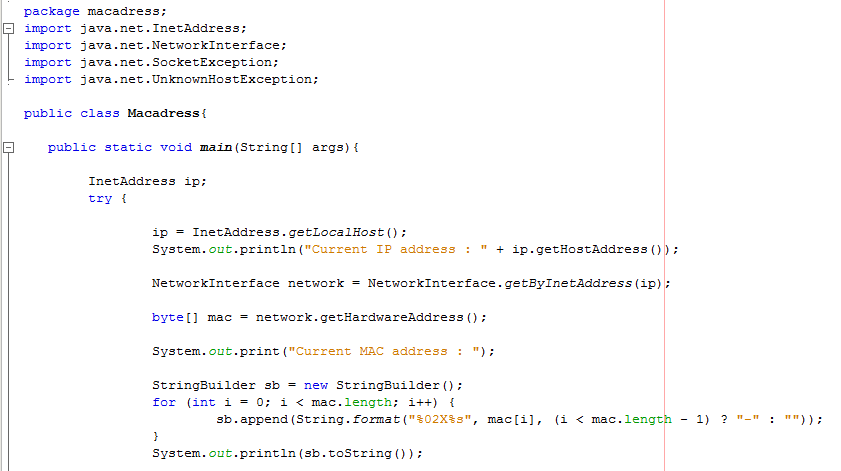 package macadress;
import java.net.InetAddress;
import java.net.NetworkInterface;
import java.net.SocketException;
import java.net.UnknownHostException;
public class Macadress{
public static void main(String[] args){
InetAddress ip;
try {
ip = InetAddress.getLocalHost();
System.out.println("Current IP address : " + ip.getHostAddress());
NetworkInterface network = NetworkInterface.getByInetAddress(ip);
byte[] mac = network.getHardwareAddress();
System.out.print("Current MAC address : ");
StringBuilder sb = new StringBuilder();
for (int i = 0; i < mac.length; i++) {
sb.append(String.format("%02X%s", mac[i], (i < mac.length - 1) ? "-" : ""));
}
System.out.println(sb.toString());